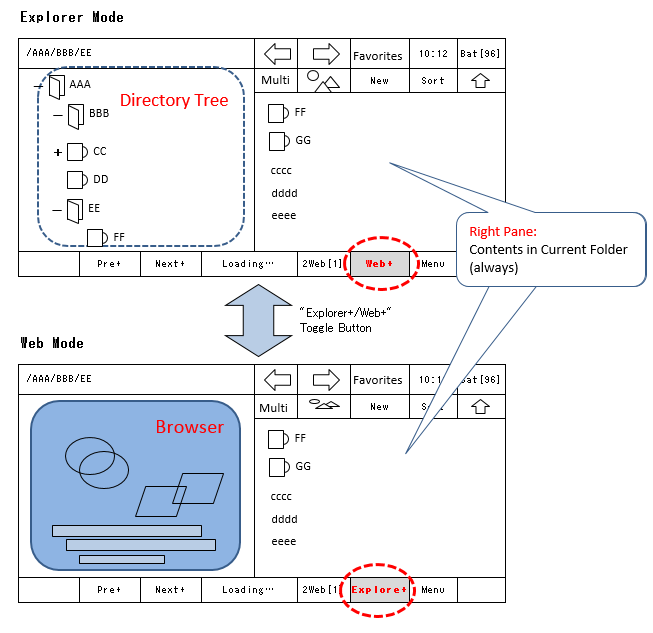 Explorer Mode
/AAA/BBB/EE
Favorites
10:12
Bat[96]
Multi
New
Sort
AAA
BBB
CC
DD
EE
FF
Directory Tree
FF
GG
cccc
dddd
eeee
Right Pane:
Contents in Current Folder
(always)
Pre+
Next+
Loading…
2Web[1]
Web+
Menu
"Explorer+/Web+"
Toggle Button
Web Mode
/AAA/BBB/EE
Favorites
10:1
Bat[96]
Multi
New
Browser
FF
GG
cccc
dddd
eeee
Pre+
Next+
Loading…
2Web[1]
Explore+
Menu